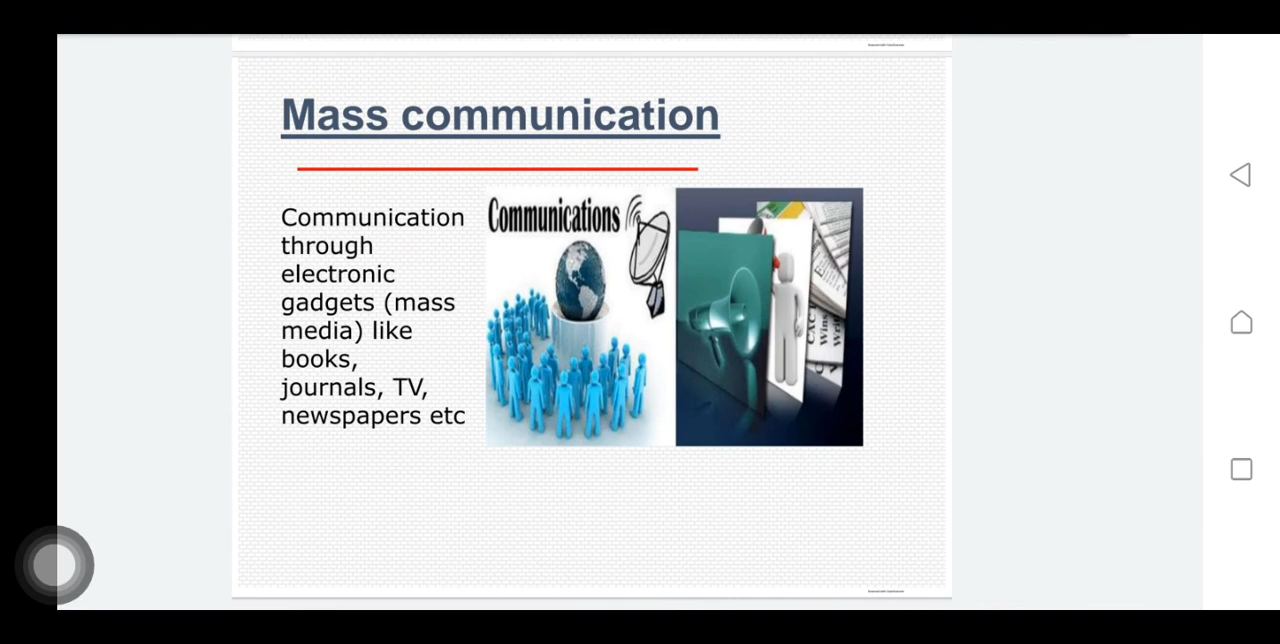 Mass communication
Communication
through
electronic
gadgets (mass
media) like
books,
journals, TV,
newspapers etc
Communications